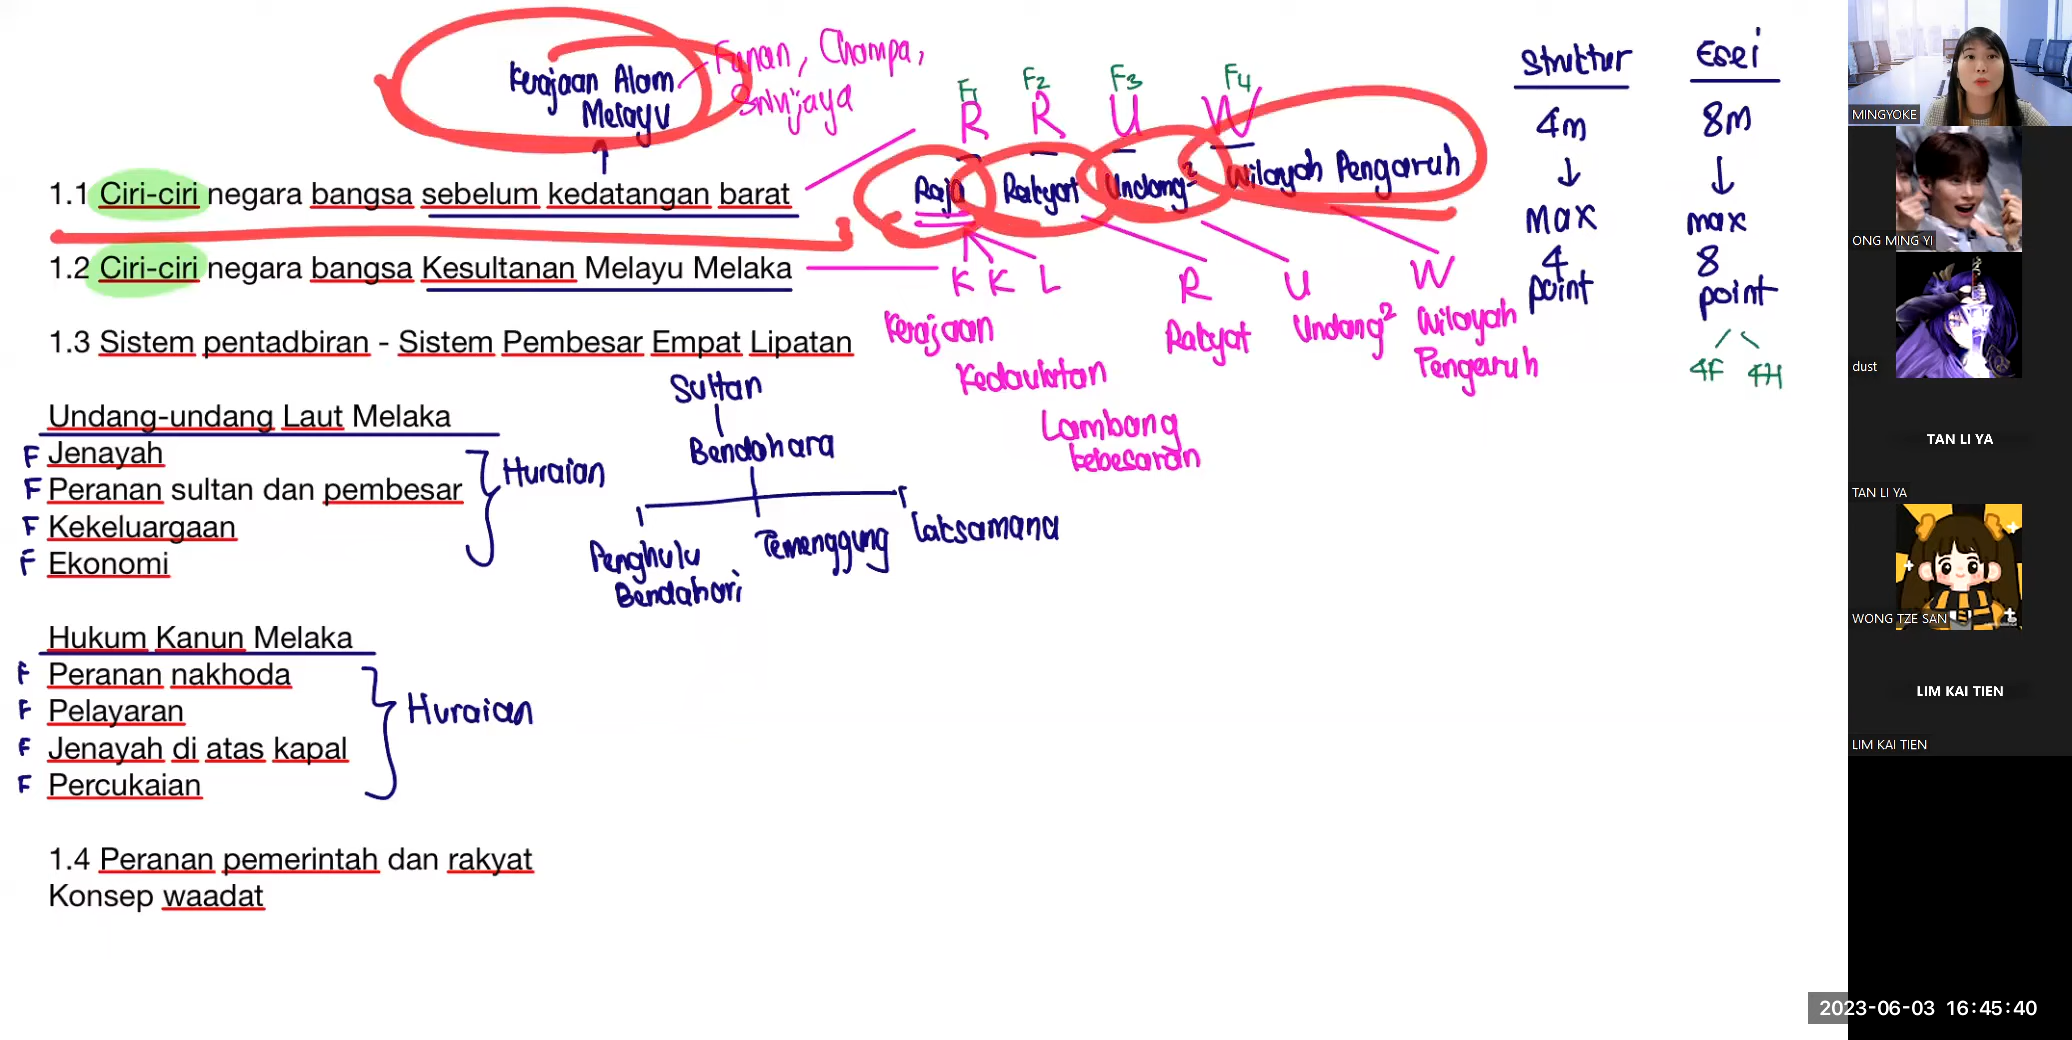 Kerajaan Alam
Melayu
Funan, Champa,
Srivijaya
F1 F2 F3 F4
R R U W
Raja Rakyat Undang² Wilayah Pengaruh
1.1 Ciri-ciri negara bangsa sebelum kedatangan barat
1.2 Ciri-ciri negara bangsa Kesultanan Melayu Melaka
K K L R U W
Kerajaan
Kedaulatan
Lambang
kebesaran
Rakyat
Undang²
Wilayah
Pengaruh
Struktur
4m
max
4
point
Esei
8m
max
8
point
4F 4H
1.3 Sistem pentadbiran - Sistem Pembesar Empat Lipatan
Sultan
Bendahara
Penghulu
Bendahari
Temenggung
Laksamana
Undang-undang Laut Melaka
F Jenayah
F Peranan sultan dan pembesar
F Kekeluargaan
F Ekonomi
Huraian
Hukum Kanun Melaka
F Peranan nakhoda
F Pelayaran
F Jenayah di atas kapal
F Percukaian
Huraian
1.4 Peranan pemerintah dan rakyat
Konsep waadat
MINGYOKE
ONG MING YI
dust
TAN LI YA
TAN LI YA
WONG TZE SAN
LIM KAI TIEN
LIM KAI TIEN
2023-06-03 16:45:40